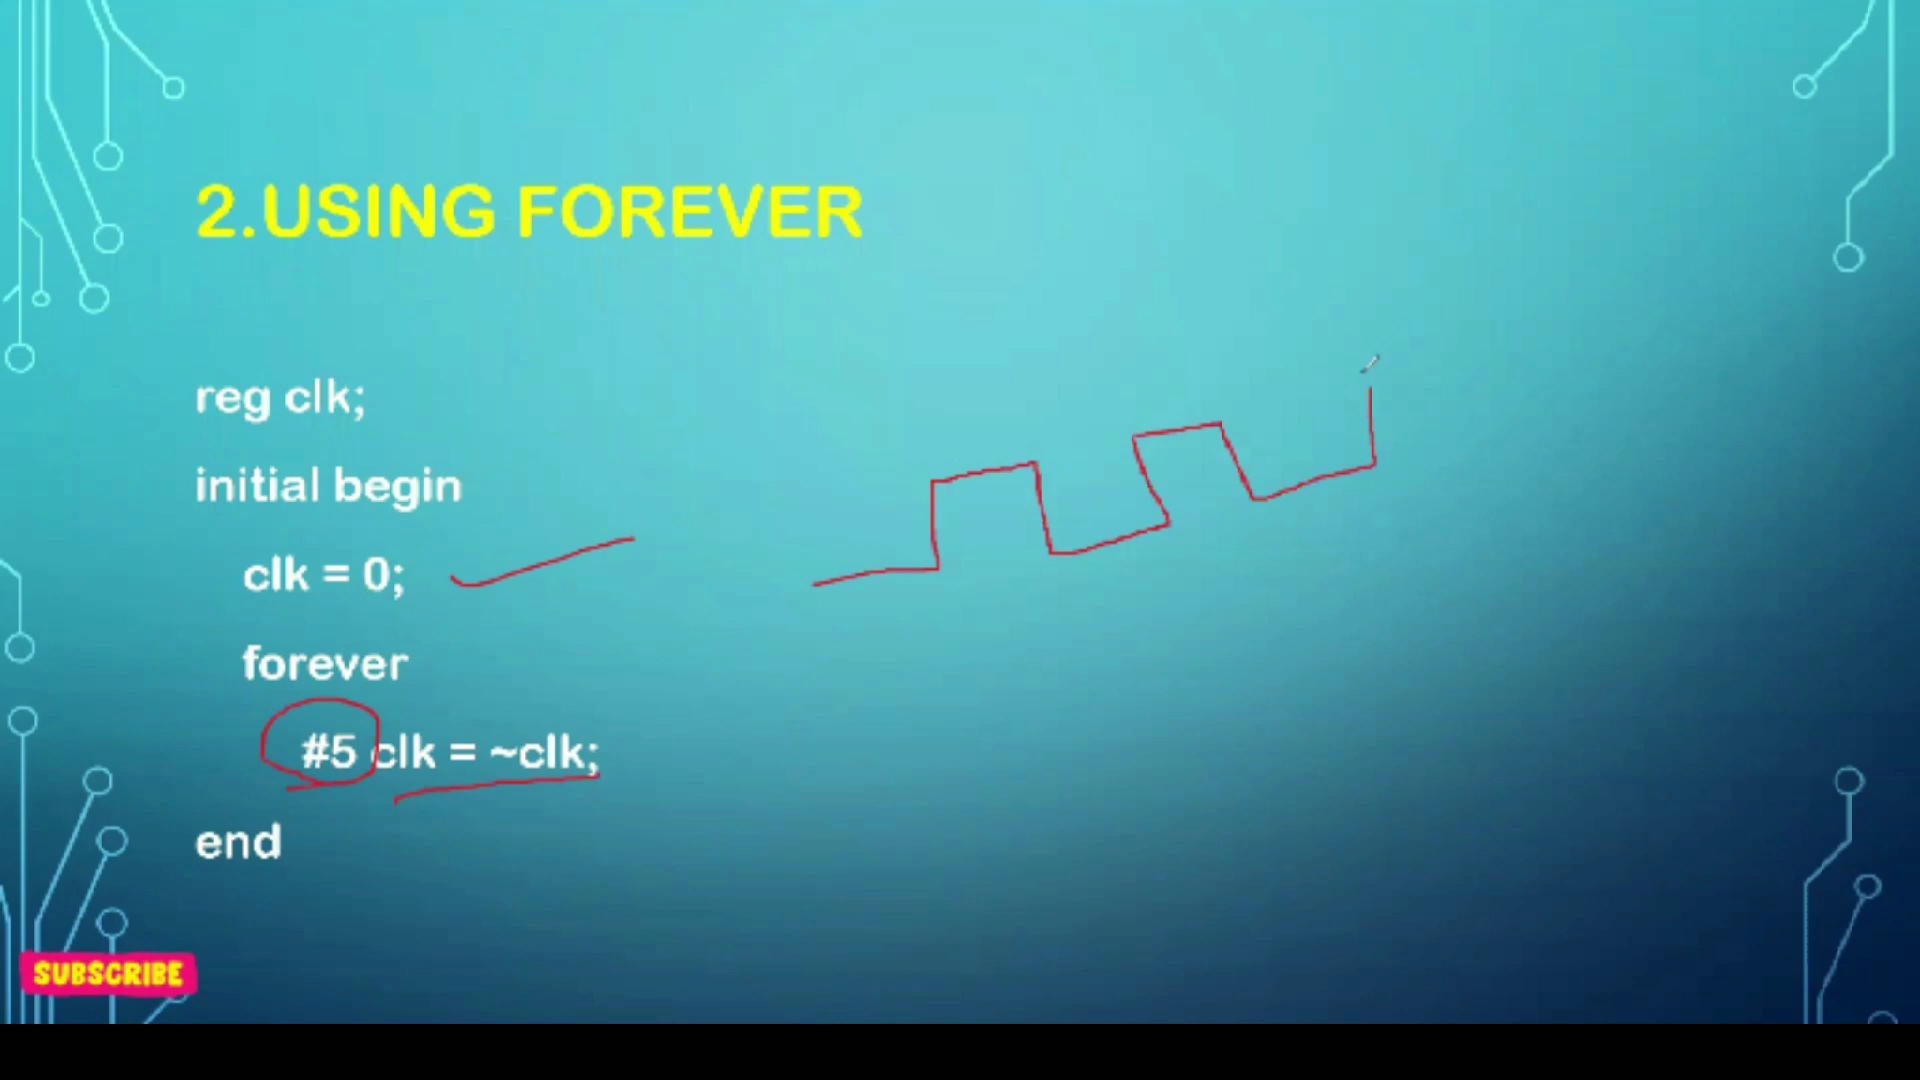 2.USING FOREVER
reg clk;
initial begin
clk = 0;
forever
#5 clk = ~clk;
end
SUBSCRIBE